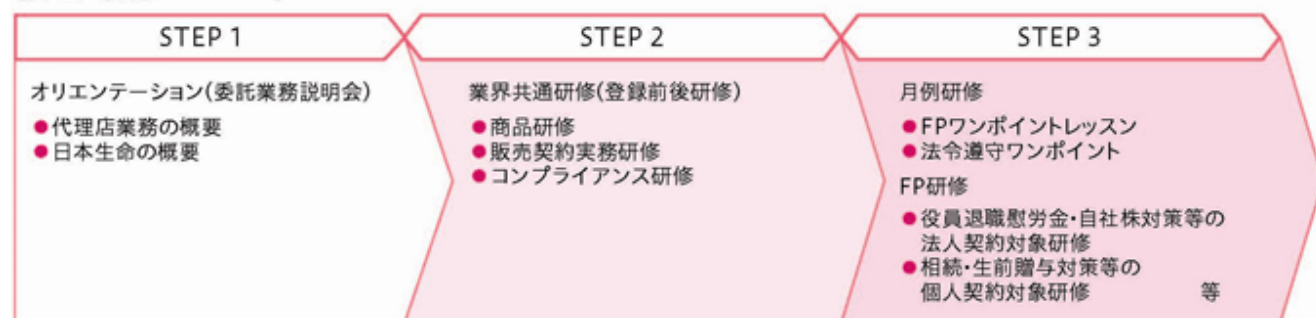 STEP 1
オリエンテーション(委託業務説明会)
●代理店業務の概要
●日本生命の概要
STEP 2
業界共通研修(登録前後研修)
●商品研修
●販売契約実務研修
●コンプライアンス研修
STEP 3
月例研修
●FPワンポイントレッスン
●法令遵守ワンポイント
FP研修
●役員退職慰労金・自社株対策等の
法人契約対象研修
●相続・生前贈与対策等の
個人契約対象研修 等